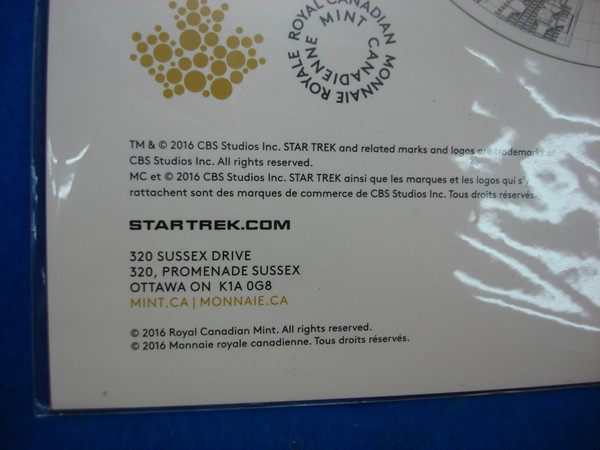 ROYAL CANADIAN MINT
MONNAIE ROYALE CANADIENNE
TM & © 2016 CBS Studios Inc. STAR TREK and related marks and logos are trademarks of
CBS Studios Inc. All rights reserved.
MC et © 2016 CBS Studios Inc. STAR TREK ainsi que les marques et les logos qui s'y
rattachent sont des marques de commerce de CBS Studios Inc. Tous droits réservés.
STARTREK.COM
320 SUSSEX DRIVE
320, PROMENADE SUSSEX
OTTAWA ON K1A 0G8
MINT.CA | MONNAIE.CA
© 2016 Royal Canadian Mint. All rights reserved.
© 2016 Monnaie royale canadienne. Tous droits réservés.